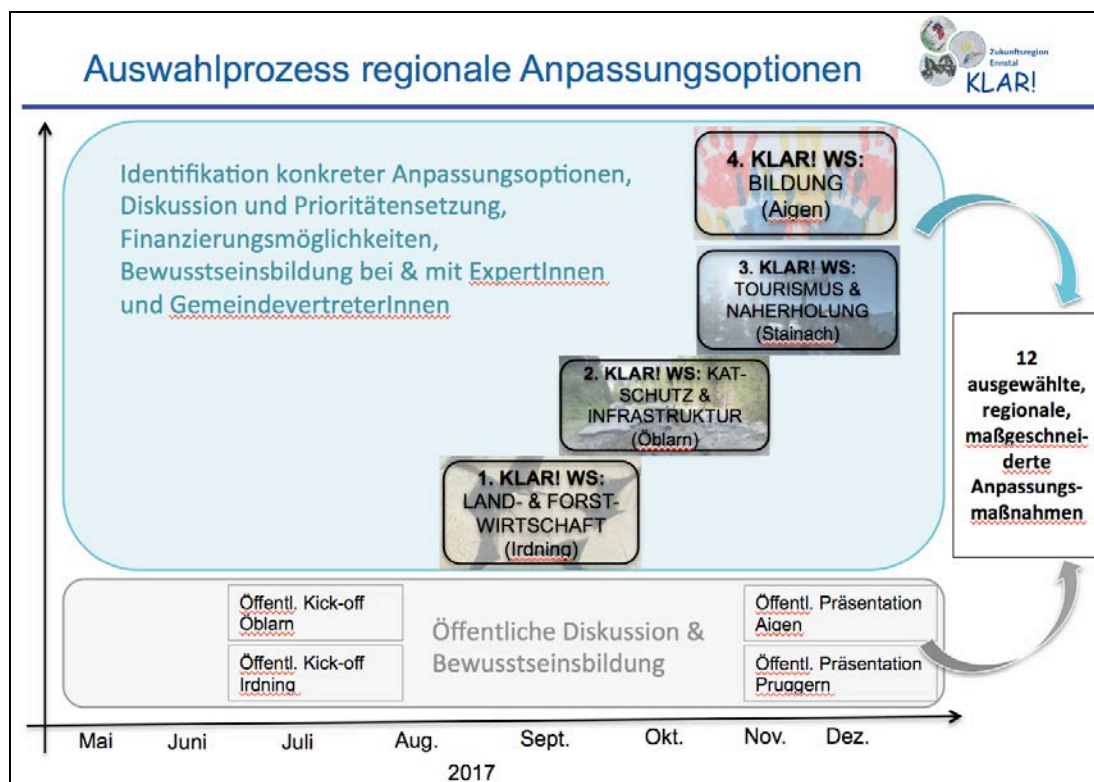 Auswahlprozess regionale Anpassungsoptionen
Zukunftsregion
Ennstal
KLAR!
Identifikation konkreter Anpassungsoptionen,
Diskussion und Prioritätensetzung,
Finanzierungsmöglichkeiten,
Bewusstseinsbildung bei & mit ExpertInnen
und GemeindevertreterInnen
4. KLAR! WS:
BILDUNG
(Aigen)
3. KLAR! WS:
TOURISMUS &
NAHERHOLUNG
(Stainach)
2. KLAR! WS: KAT-
SCHUTZ &
INFRASTRUKTUR
(Öblarn)
1. KLAR! WS:
LAND- & FORST-
WIRTSCHAFT
(Irdning)
12
ausgewählte,
regionale,
maßgeschnei-
derte
Anpassungs-
maßnahmen
Öffentl. Kick-off
Öblarn
Öffentl. Kick-off
Irdning
Öffentliche Diskussion &
Bewusstseinsbildung
Öffentl. Präsentation
Aigen
Öffentl. Präsentation
Pruggern
Mai Juni Juli Aug. Sept. Okt. Nov. Dez.
2017